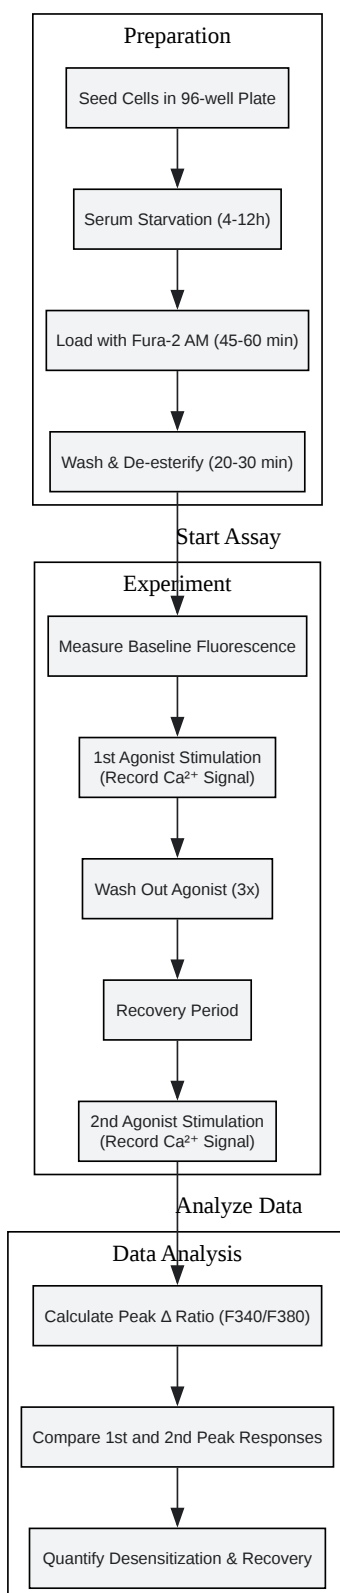 Preparation
Seed Cells in 96-well Plate
Serum Starvation (4-12h)
Load with Fura-2 AM (45-60 min)
Wash & De-esterify (20-30 min)
Start Assay
Experiment
Measure Baseline Fluorescence
1st Agonist Stimulation
(Record Ca²⁺ Signal)
Wash Out Agonist (3x)
Recovery Period
2nd Agonist Stimulation
(Record Ca²⁺ Signal)
Analyze Data
Data Analysis
Calculate Peak Δ Ratio (F340/F380)
Compare 1st and 2nd Peak Responses
Quantify Desensitization & Recovery